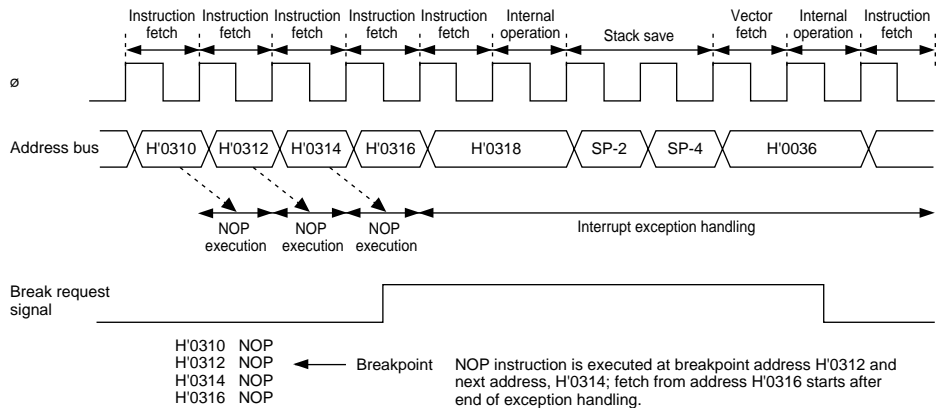 Instruction Instruction Instruction Instruction Instruction Internal Vector Internal Instruction
fetch fetch fetch fetch fetch operation Stack save fetch operation fetch
ø
Address bus H'0310 H'0312 H'0314 H'0316 H'0318 SP-2 SP-4 H'0036
NOP NOP NOP Interrupt exception handling
execution execution execution
Break request
signal
H'0310 NOP
H'0312 NOP Breakpoint NOP instruction is executed at breakpoint address H'0312 and
H'0314 NOP next address, H'0314; fetch from address H'0316 starts after
H'0316 NOP end of exception handling.